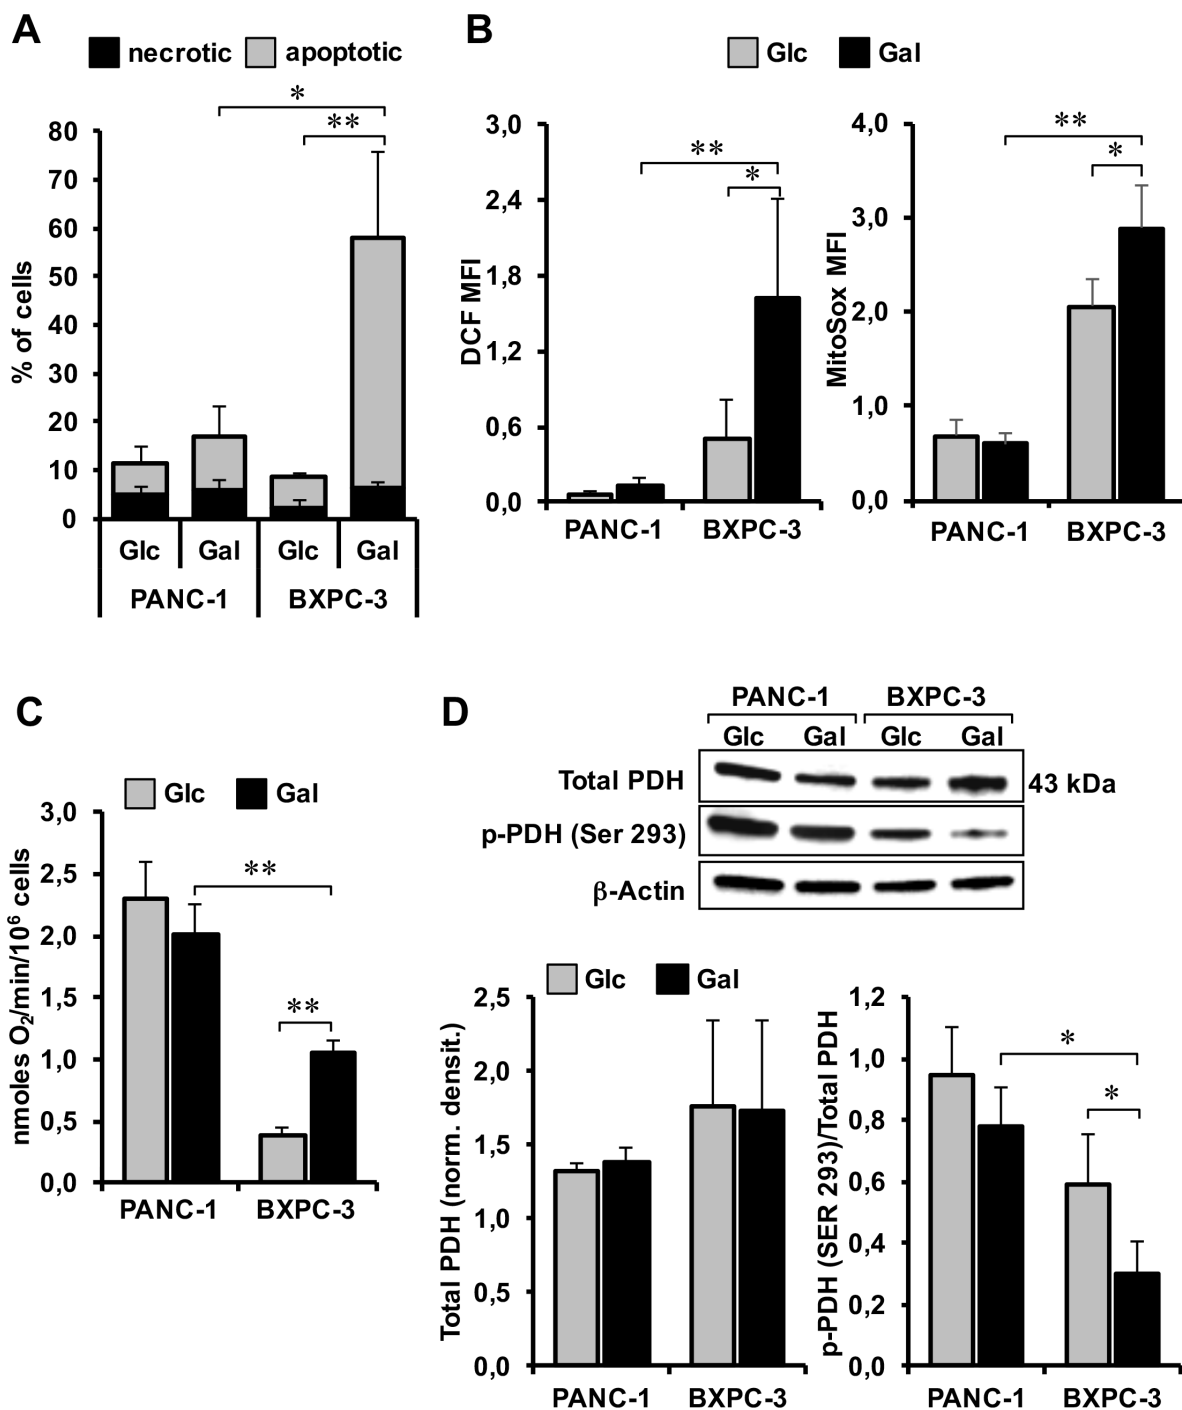 A
necrotic apoptotic
*
**
80
70
60
50
40
30
20
10
0
% of cells
Glc Gal Glc Gal
PANC-1 BXPC-3
B
Glc Gal
**
*
3,0
2,4
1,8
1,2
0,6
0,0
DCF MFI
PANC-1 BXPC-3
**
*
4,0
3,0
2,0
1,0
0,0
MitoSox MFI
PANC-1 BXPC-3
C
Glc Gal
**
**
3,0
2,5
2,0
1,5
1,0
0,5
0,0
nmoles O₂/min/10⁶ cells
PANC-1 BXPC-3
D
PANC-1 BXPC-3
Glc Gal Glc Gal
Total PDH 43 kDa
p-PDH (Ser 293)
β-Actin
Glc Gal
2,5
2,0
1,5
1,0
0,5
0,0
Total PDH (norm. densit.)
PANC-1 BXPC-3
*
*
1,2
1,0
0,8
0,6
0,4
0,2
0,0
p-PDH (SER 293)/Total PDH
PANC-1 BXPC-3